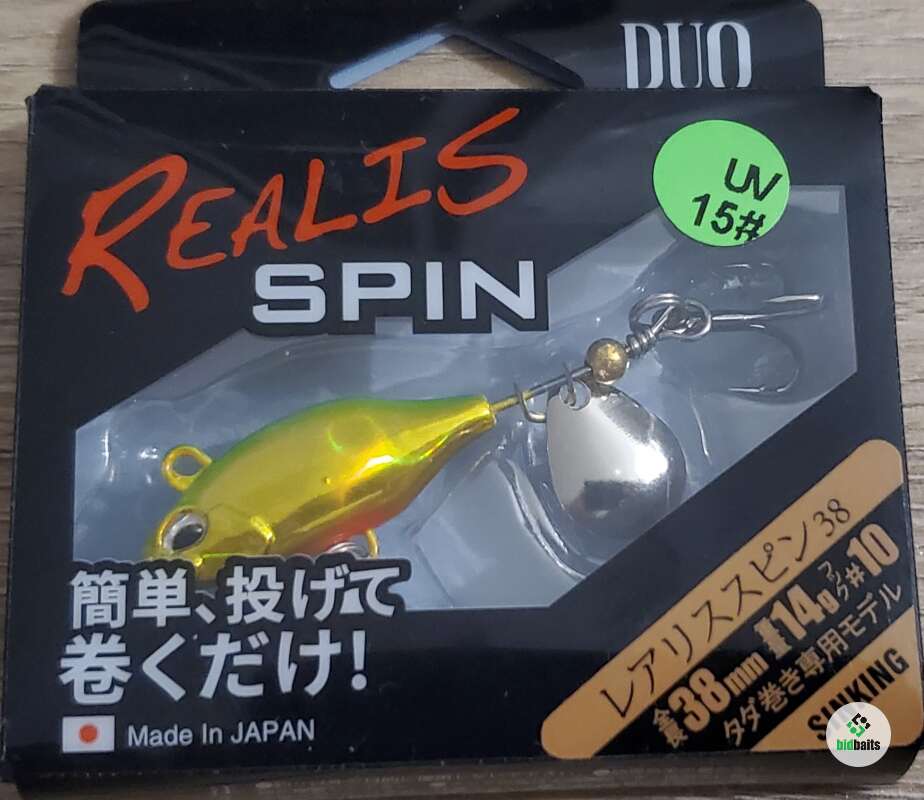 DUO
REALIS
SPIN
UV
15#
簡単、投げて
巻くだけ!
Made In JAPAN
レアリススピン38
全長38mm 重量14g フック#10
タダ巻き専用モデル
SINKING
bidbaits